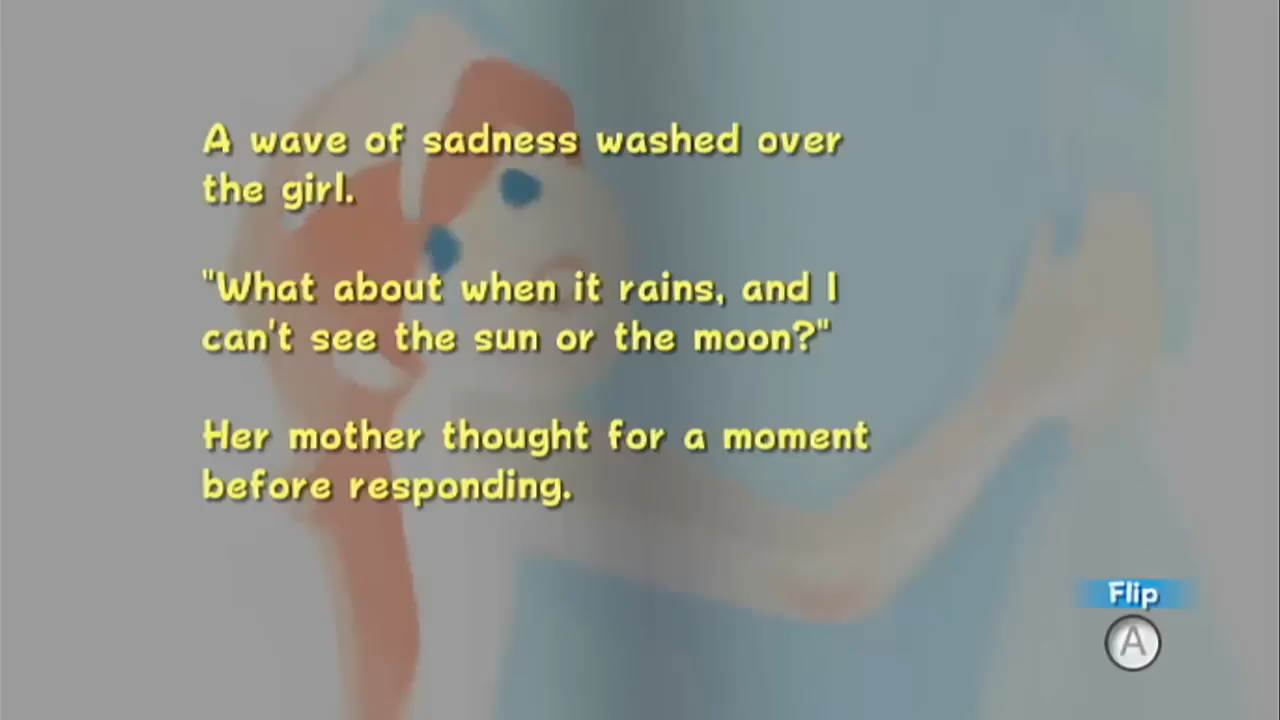 A wave of sadness washed over
the girl.
"What about when it rains, and I
can't see the sun or the moon?"
Her mother thought for a moment
before responding.
Flip
A